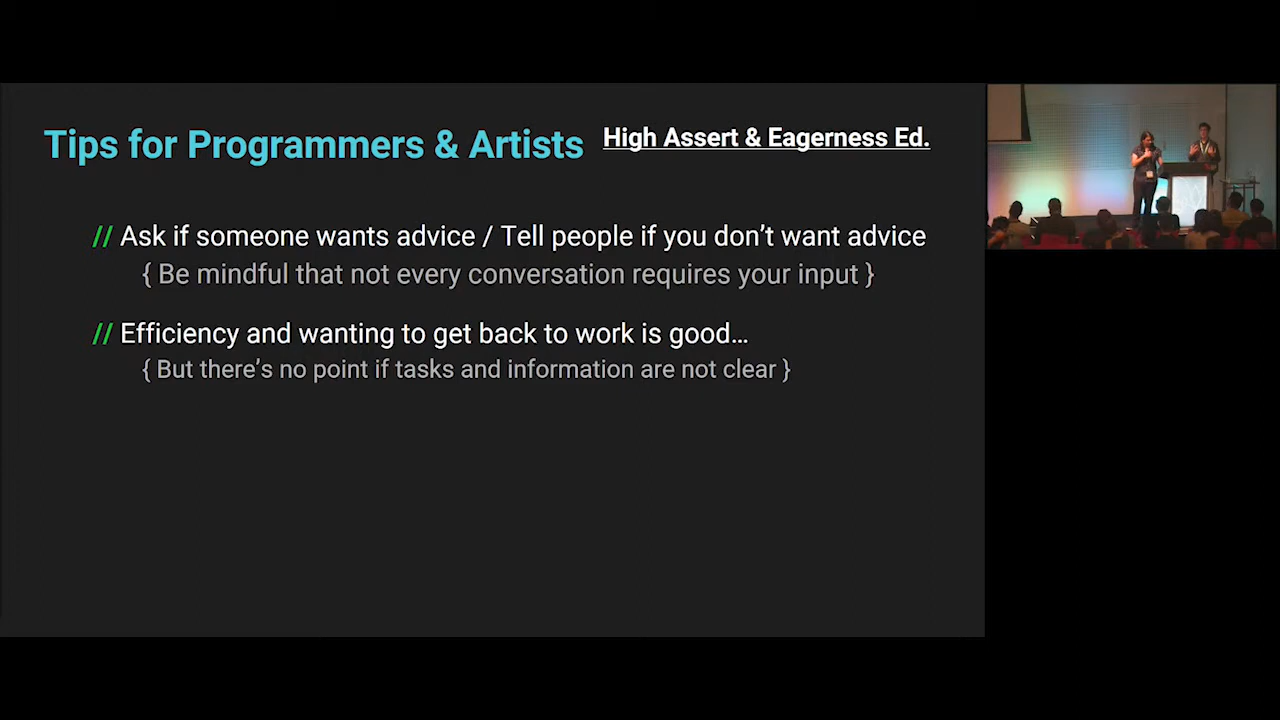 Tips for Programmers & Artists High Assert & Eagerness Ed.
// Ask if someone wants advice / Tell people if you don’t want advice
{ Be mindful that not every conversation requires your input }
// Efficiency and wanting to get back to work is good…
{ But there’s no point if tasks and information are not clear }